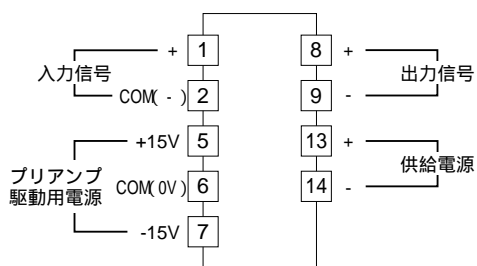 + 1
入力信号
COM( - ) 2
+15V 5
プリアンプ
駆動用電源
COM( 0V) 6
-15V 7
8 +
出力信号
9 -
13 +
供給電源
14 -